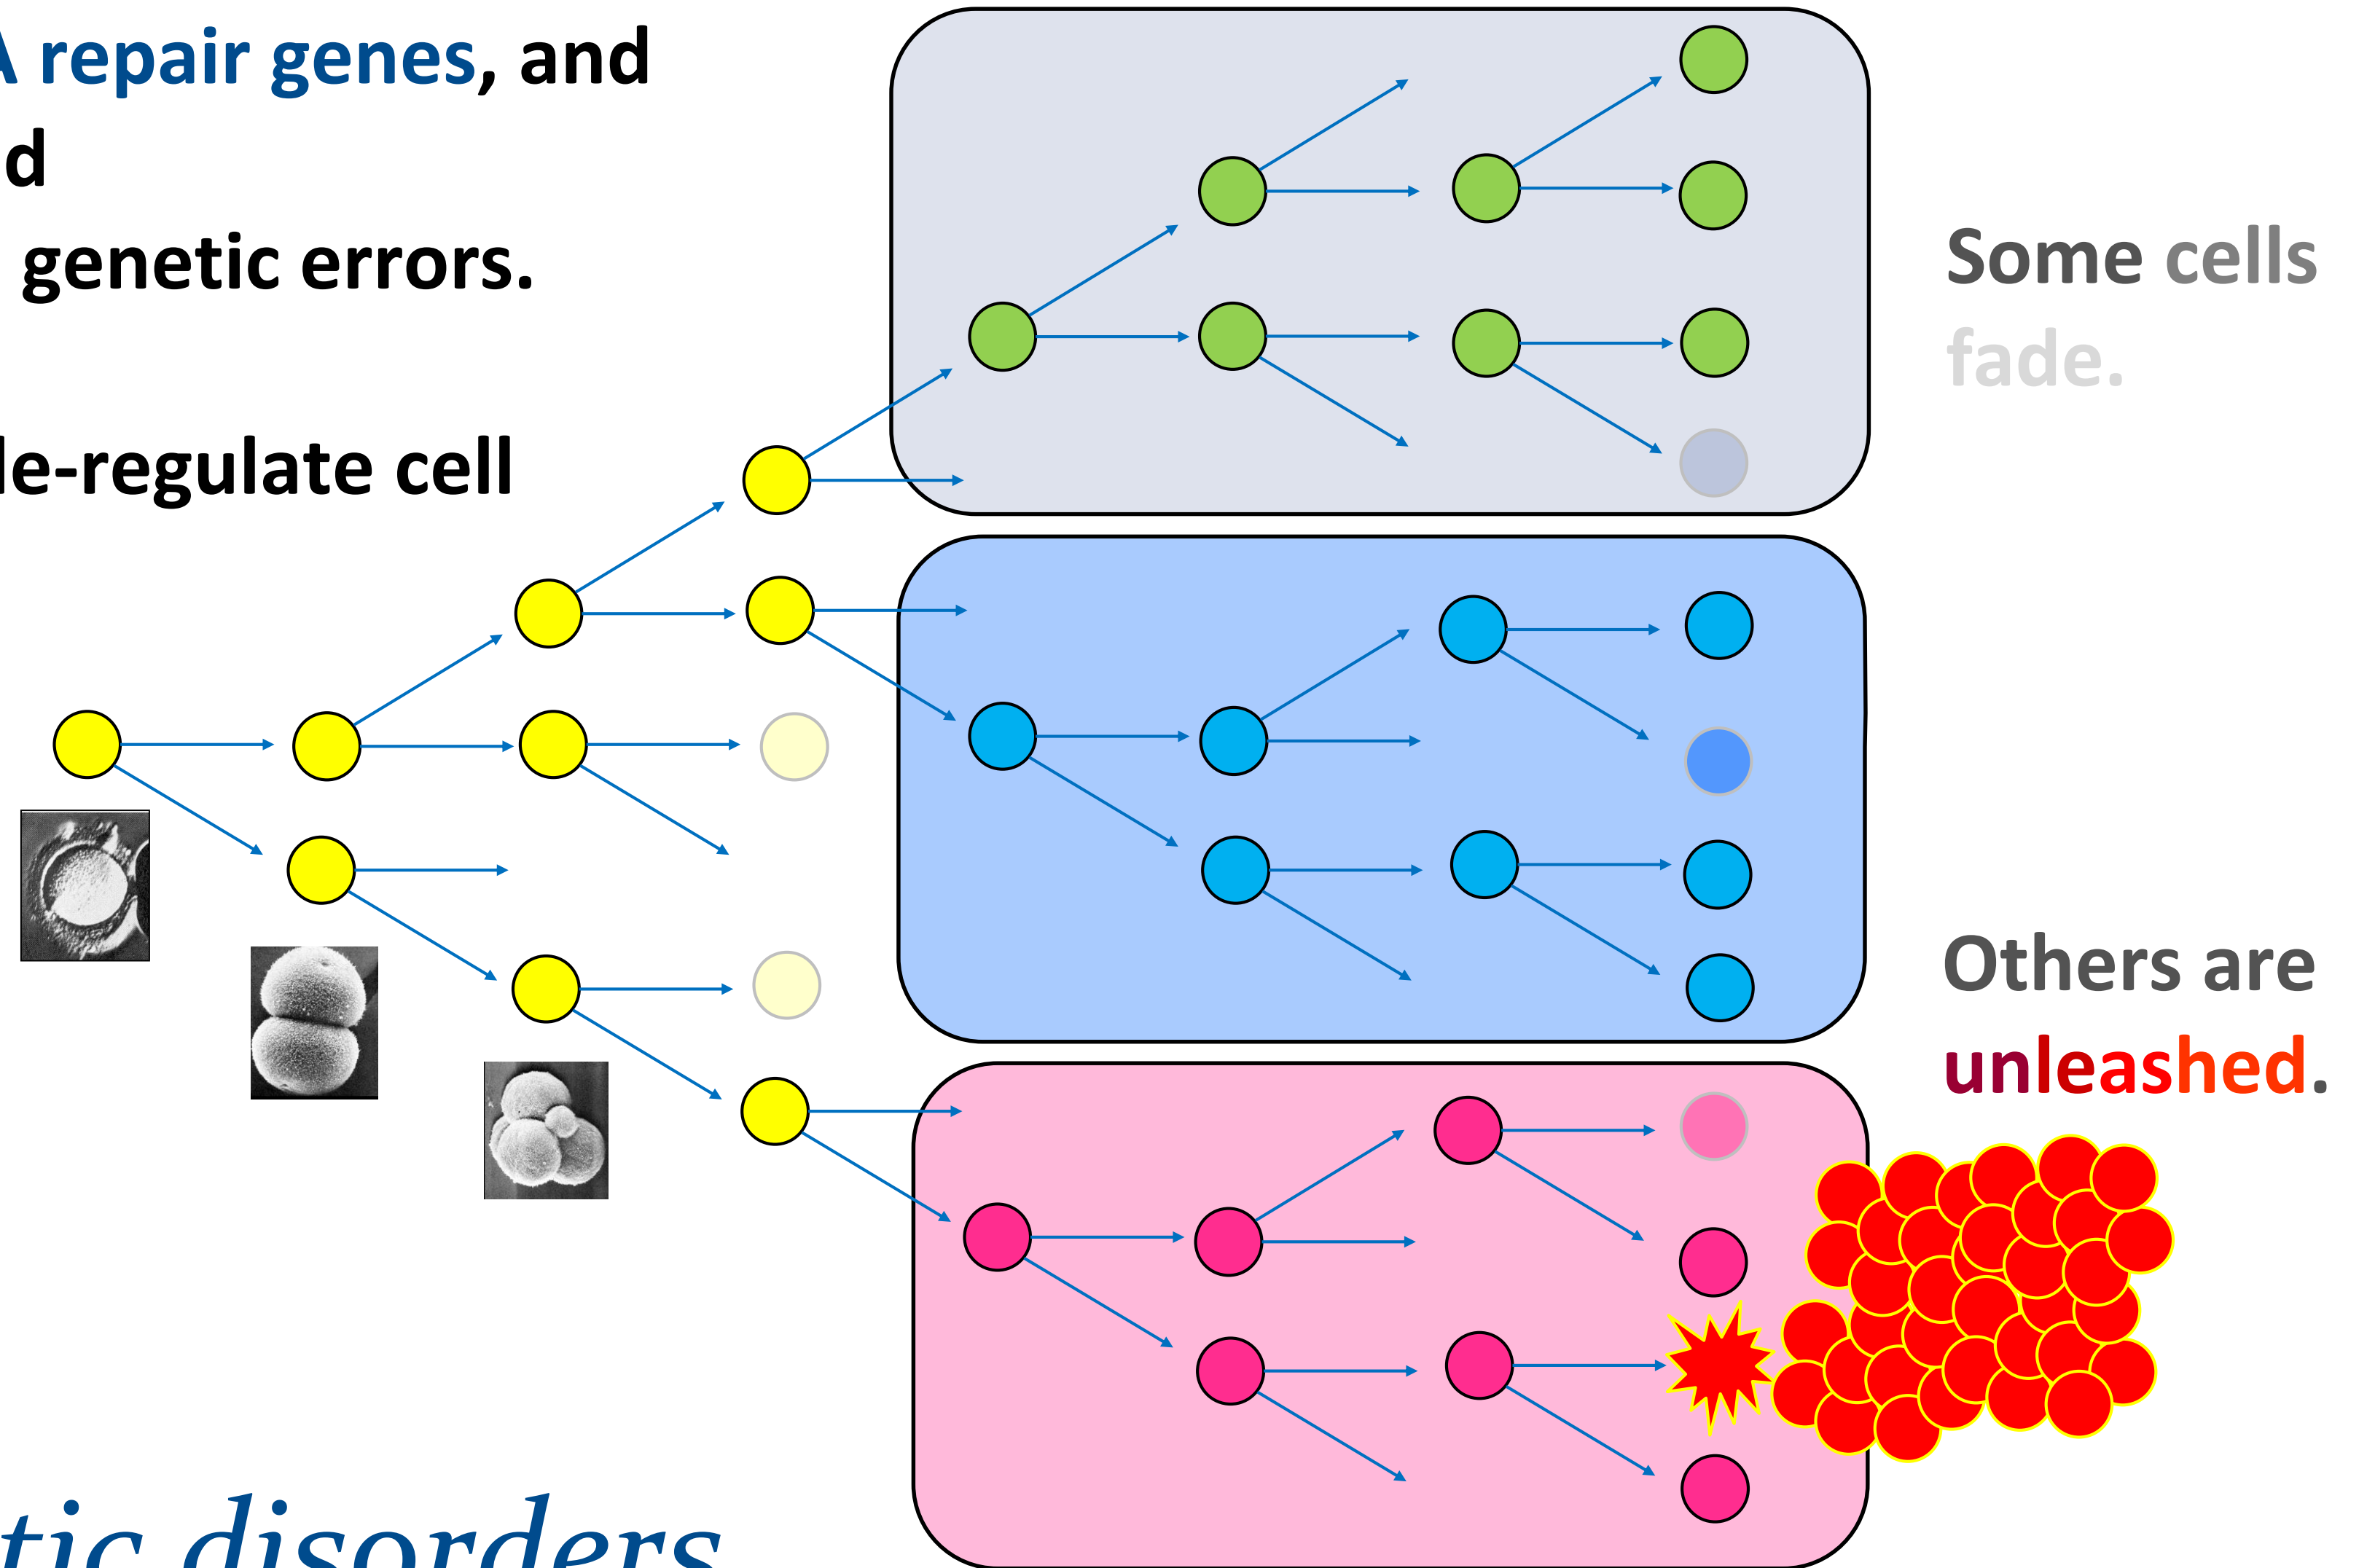 A repair genes, and
d
genetic errors.
le-regulate cell
Some cells
fade.
Others are
unleashed.
tic disorders